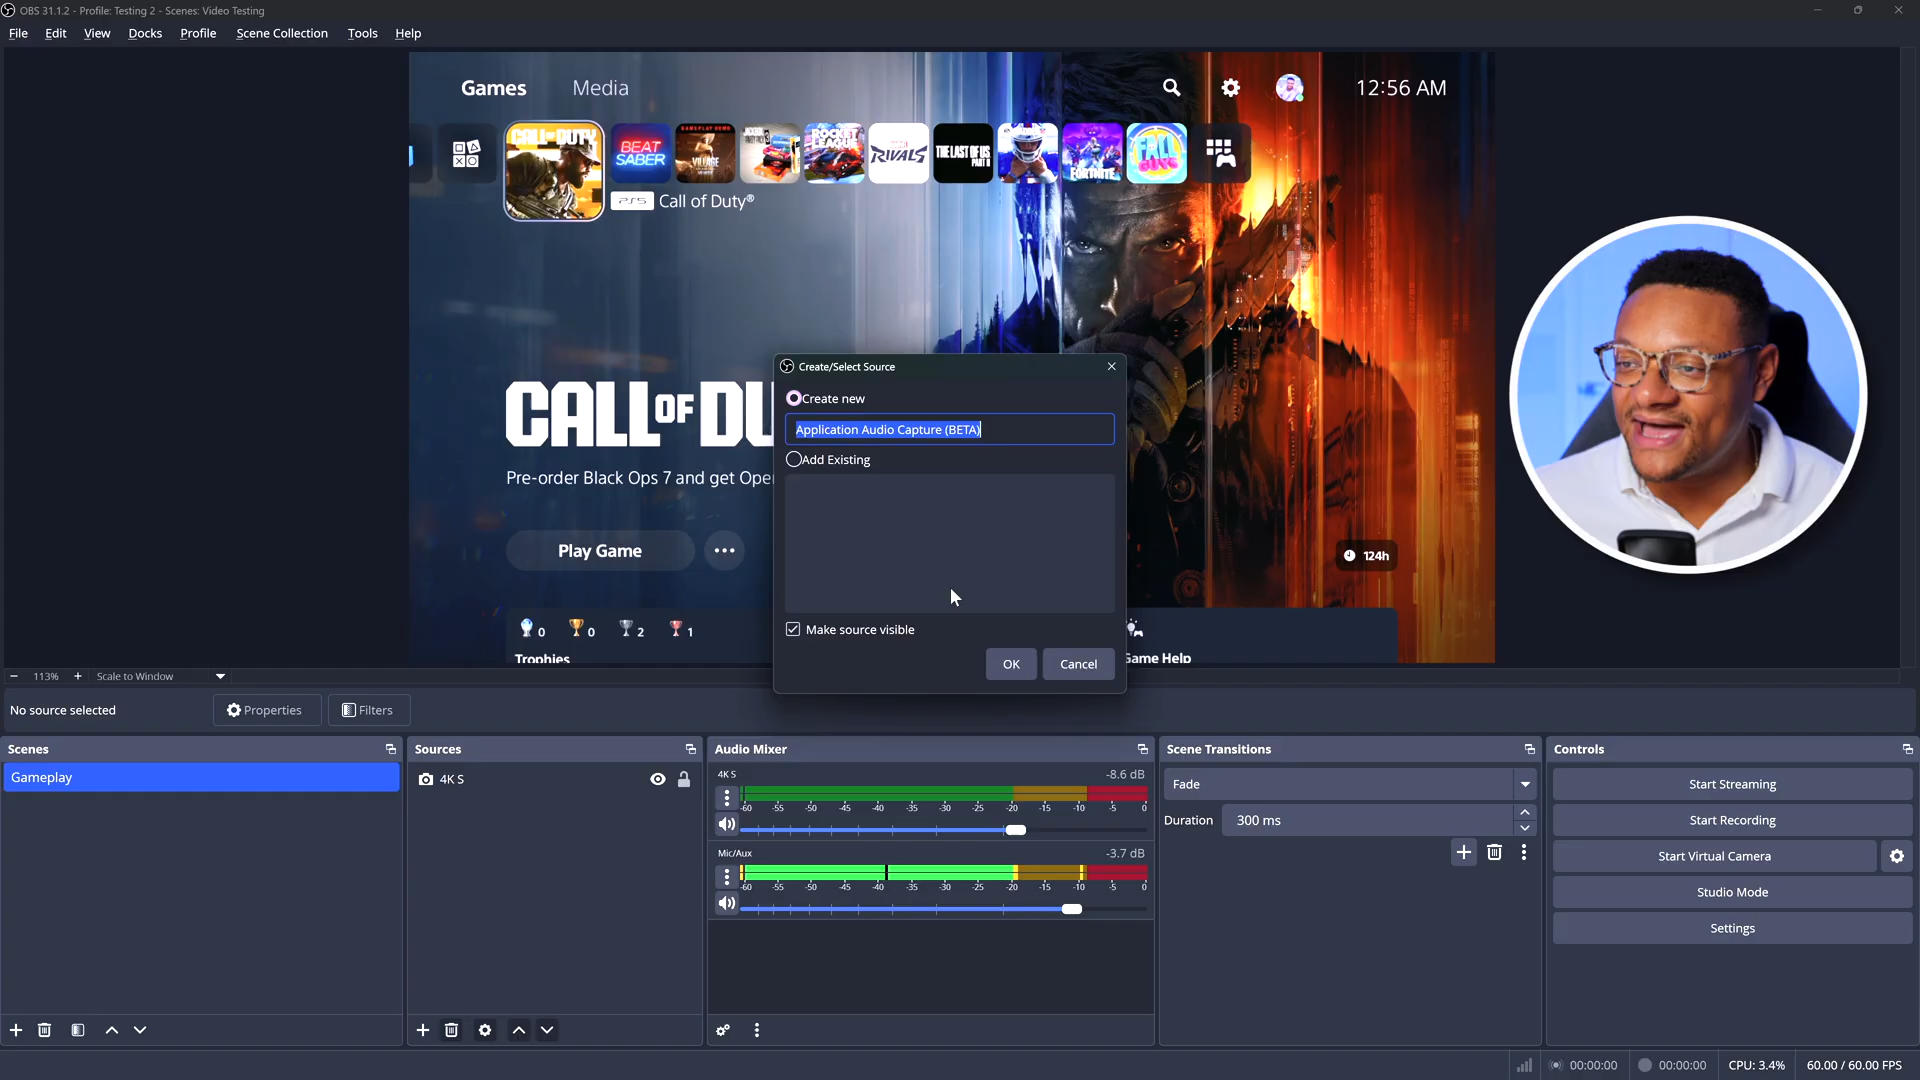 OBS 31.1.2 - Profile: Testing 2 - Scenes: Video Testing
File Edit View Docks Profile Scene Collection Tools Help
Games Media 12:56 AM
CALL OF DUTY BEAT SABER GAMEPLAY DEMO VILLAGE ROCKET LEAGUE RIVALS THE LAST OF US PART II FORTNITE FALL GUYS
PS5 Call of Duty®
CALL OF DU
Pre-order Black Ops 7 and get Oper
Play Game
124h
0 0 2 1
Trophies
Game Help
Create/Select Source
Create new
Application Audio Capture (BETA)
Add Existing
Make source visible
OK Cancel
113% Scale to Window
No source selected Properties Filters
Scenes
Gameplay
Sources
4K S
Audio Mixer
4K S -8.6 dB
-60 -55 -50 -45 -40 -35 -30 -25 -20 -15 -10 -5 0
Mic/Aux -3.7 dB
-60 -55 -50 -45 -40 -35 -30 -25 -20 -15 -10 -5 0
Scene Transitions
Fade
Duration 300 ms
Controls
Start Streaming
Start Recording
Start Virtual Camera
Studio Mode
Settings
00:00:00 00:00:00 CPU: 3.4% 60.00 / 60.00 FPS